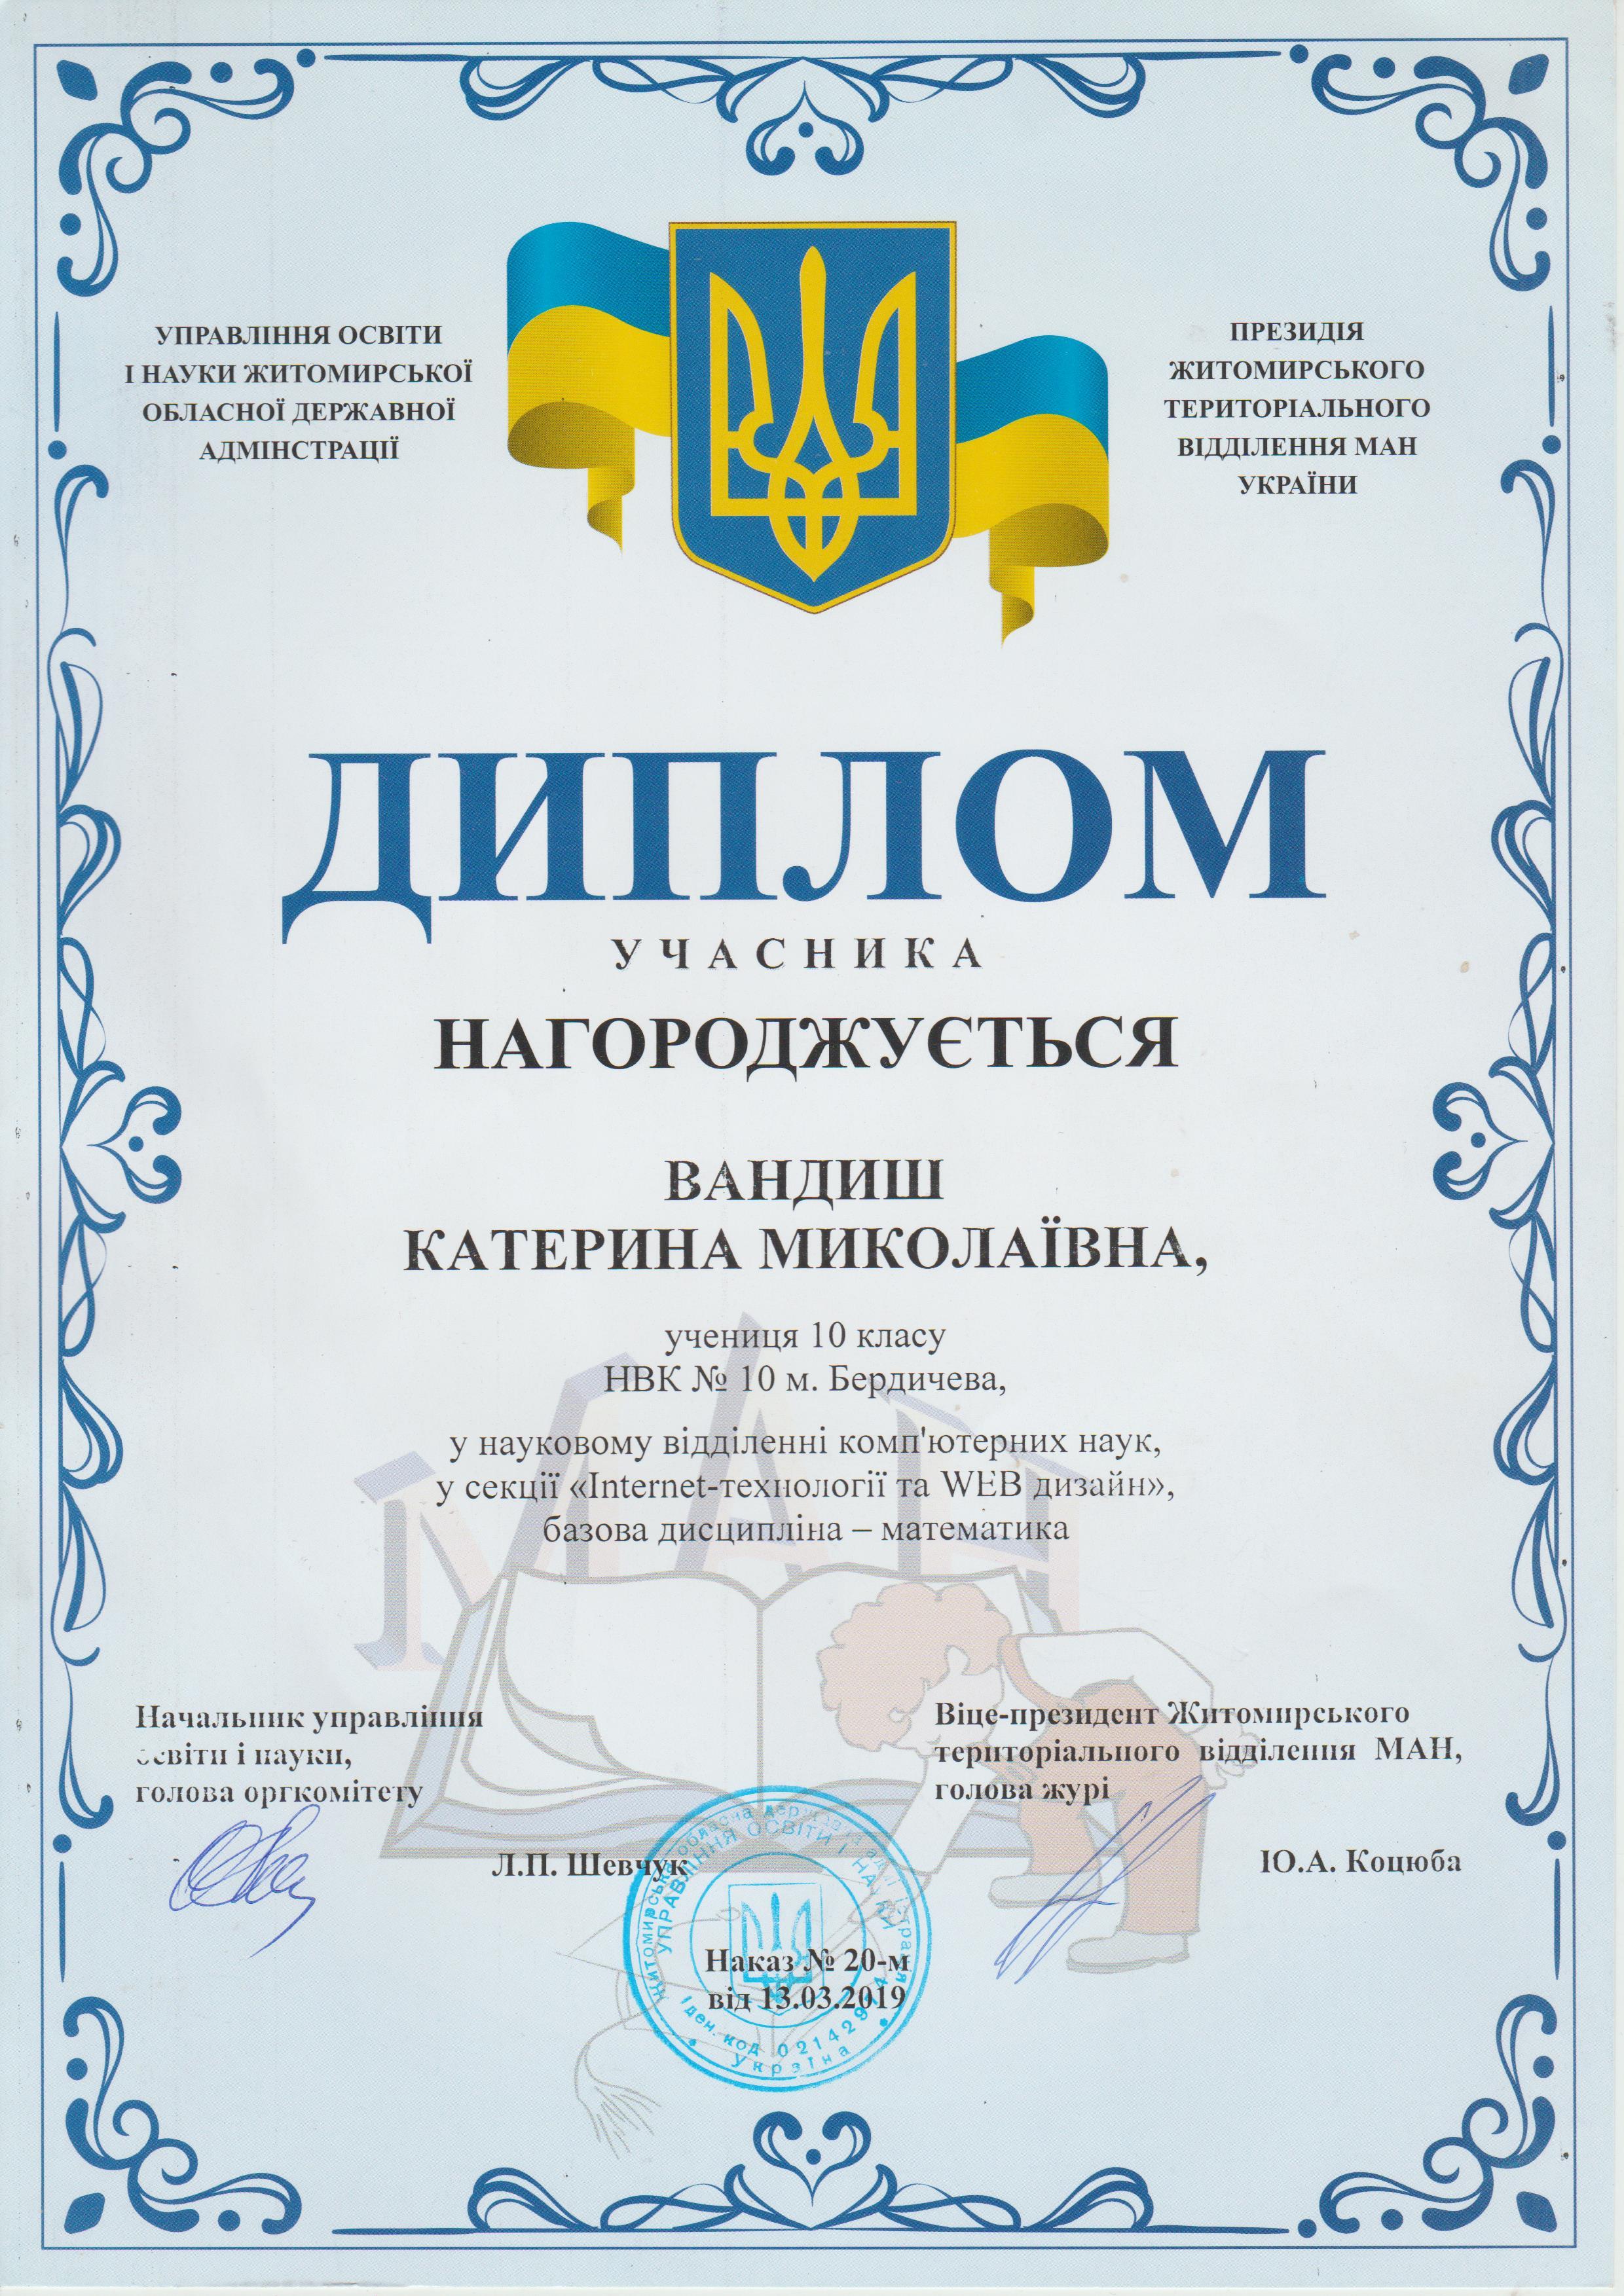 УПРАВЛІННЯ ОСВІТИ
І НАУКИ ЖИТОМИРСЬКОЇ
ОБЛАСНОЇ ДЕРЖАВНОЇ
АДМІНСТРАЦІЇ
ПРЕЗИДІЯ
ЖИТОМИРСЬКОГО
ТЕРИТОРІАЛЬНОГО
ВІДДІЛЕННЯ МАН
УКРАЇНИ
ДИПЛОМ
УЧАСНИКА
НАГОРОДЖУЄТЬСЯ
ВАНДИШ
КАТЕРИНА МИКОЛАЇВНА,
учениця 10 класу
НВК № 10 м. Бердичева,
у науковому відділенні комп'ютерних наук,
у секції «Internet-технології та WEB дизайн»,
базова дисципліна – математика
МАН
Начальник управління
освіти і науки,
голова оргкомітету
Л.П. Шевчук
Віце-президент Житомирського
територіального відділення МАН,
голова журі
Ю.А. Коцюба
Житомирська обласна державна адміністрація
УПРАВЛІННЯ ОСВІТИ І НАУКИ
Наказ № 20-м
від 13.03.2019
Іден. код 02142914
Україна